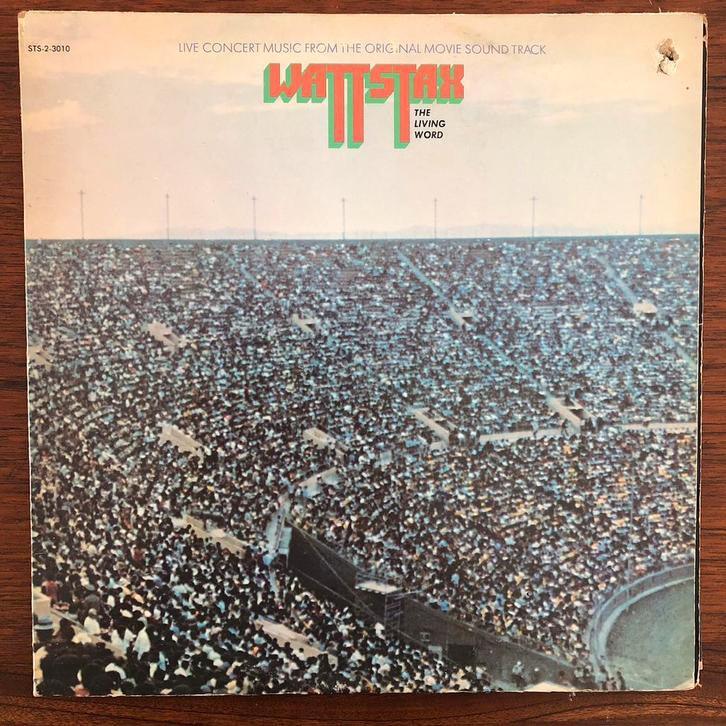 STS-2-3010
LIVE CONCERT MUSIC FROM THE ORIGINAL MOVIE SOUND TRACK
WATTSTAX
THE
LIVING
WORD